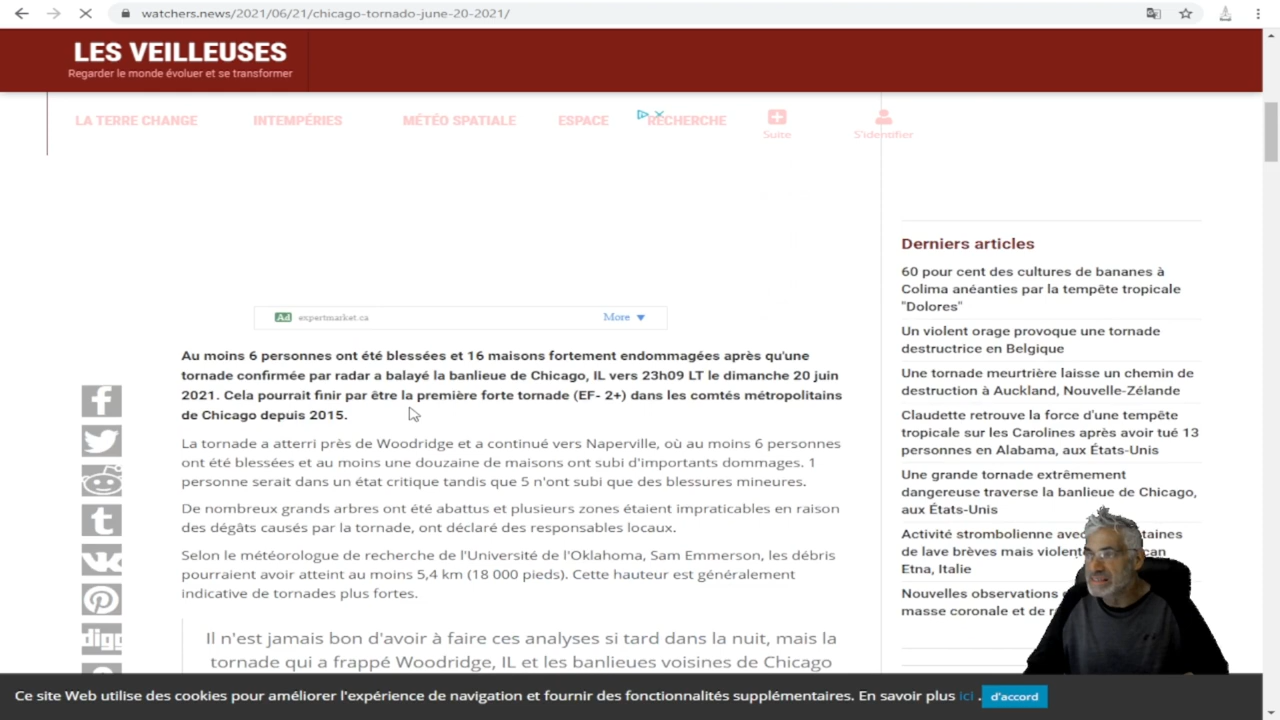 watchers.news/2021/06/21/chicago-tornado-june-20-2021/
LES VEILLEUSES
Regarder le monde évoluer et se transformer
LA TERRE CHANGE
INTEMPÉRIES
MÉTÉO SPATIALE
ESPACE
RECHERCHE
Suite
S'identifier
Ad expertmarket.ca More
Au moins 6 personnes ont été blessées et 16 maisons fortement endommagées après qu'une
tornade confirmée par radar a balayé la banlieue de Chicago, IL vers 23h09 LT le dimanche 20 juin
2021. Cela pourrait finir par être la première forte tornade (EF- 2+) dans les comtés métropolitains
de Chicago depuis 2015.
La tornade a atterri près de Woodridge et a continué vers Naperville, où au moins 6 personnes
ont été blessées et au moins une douzaine de maisons ont subi d'importants dommages. 1
personne serait dans un état critique tandis que 5 n'ont subi que des blessures mineures.
De nombreux grands arbres ont été abattus et plusieurs zones étaient impraticables en raison
des dégâts causés par la tornade, ont déclaré des responsables locaux.
Selon le météorologue de recherche de l'Université de l'Oklahoma, Sam Emmerson, les débris
pourraient avoir atteint au moins 5,4 km (18 000 pieds). Cette hauteur est généralement
indicative de tornades plus fortes.
Il n'est jamais bon d'avoir à faire ces analyses si tard dans la nuit, mais la
tornade qui a frappé Woodridge, IL et les banlieues voisines de Chicago
digg
Derniers articles
60 pour cent des cultures de bananes à
Colima anéanties par la tempête tropicale
"Dolores"
Un violent orage provoque une tornade
destructrice en Belgique
Une tornade meurtrière laisse un chemin de
destruction à Auckland, Nouvelle-Zélande
Claudette retrouve la force d'une tempête
tropicale sur les Carolines après avoir tué 13
personnes en Alabama, aux États-Unis
Une grande tornade extrêmement
dangereuse traverse la banlieue de Chicago,
aux États-Unis
Activité strombolienne avec
de lave brèves mais
Etna, Italie
Nouvelles observations
masse coronale et de
Ce site Web utilise des cookies pour améliorer l'expérience de navigation et fournir des fonctionnalités supplémentaires. En savoir plus ici . d'accord